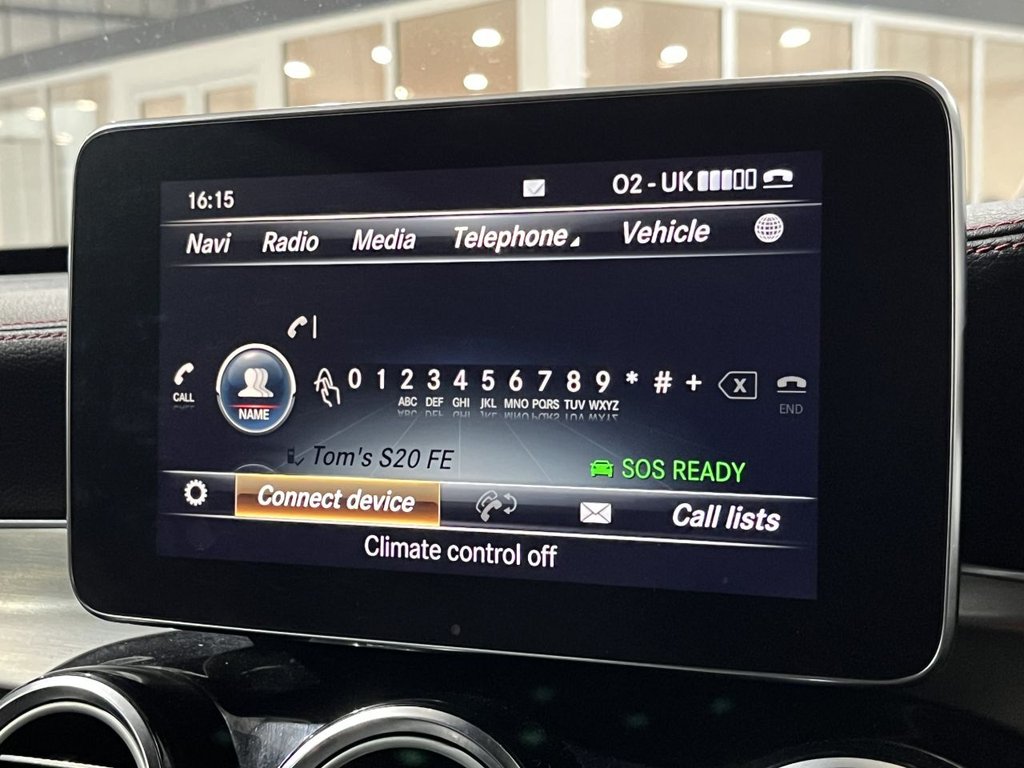 16:15 O2 - UK
Navi Radio Media Telephone Vehicle
CALL NAME 0 1 2 3 4 5 6 7 8 9 * # + X END
ABC DEF GHI JKL MNO PQRS TUV WXYZ
Tom's S20 FE SOS READY
Connect device Call lists
Climate control off